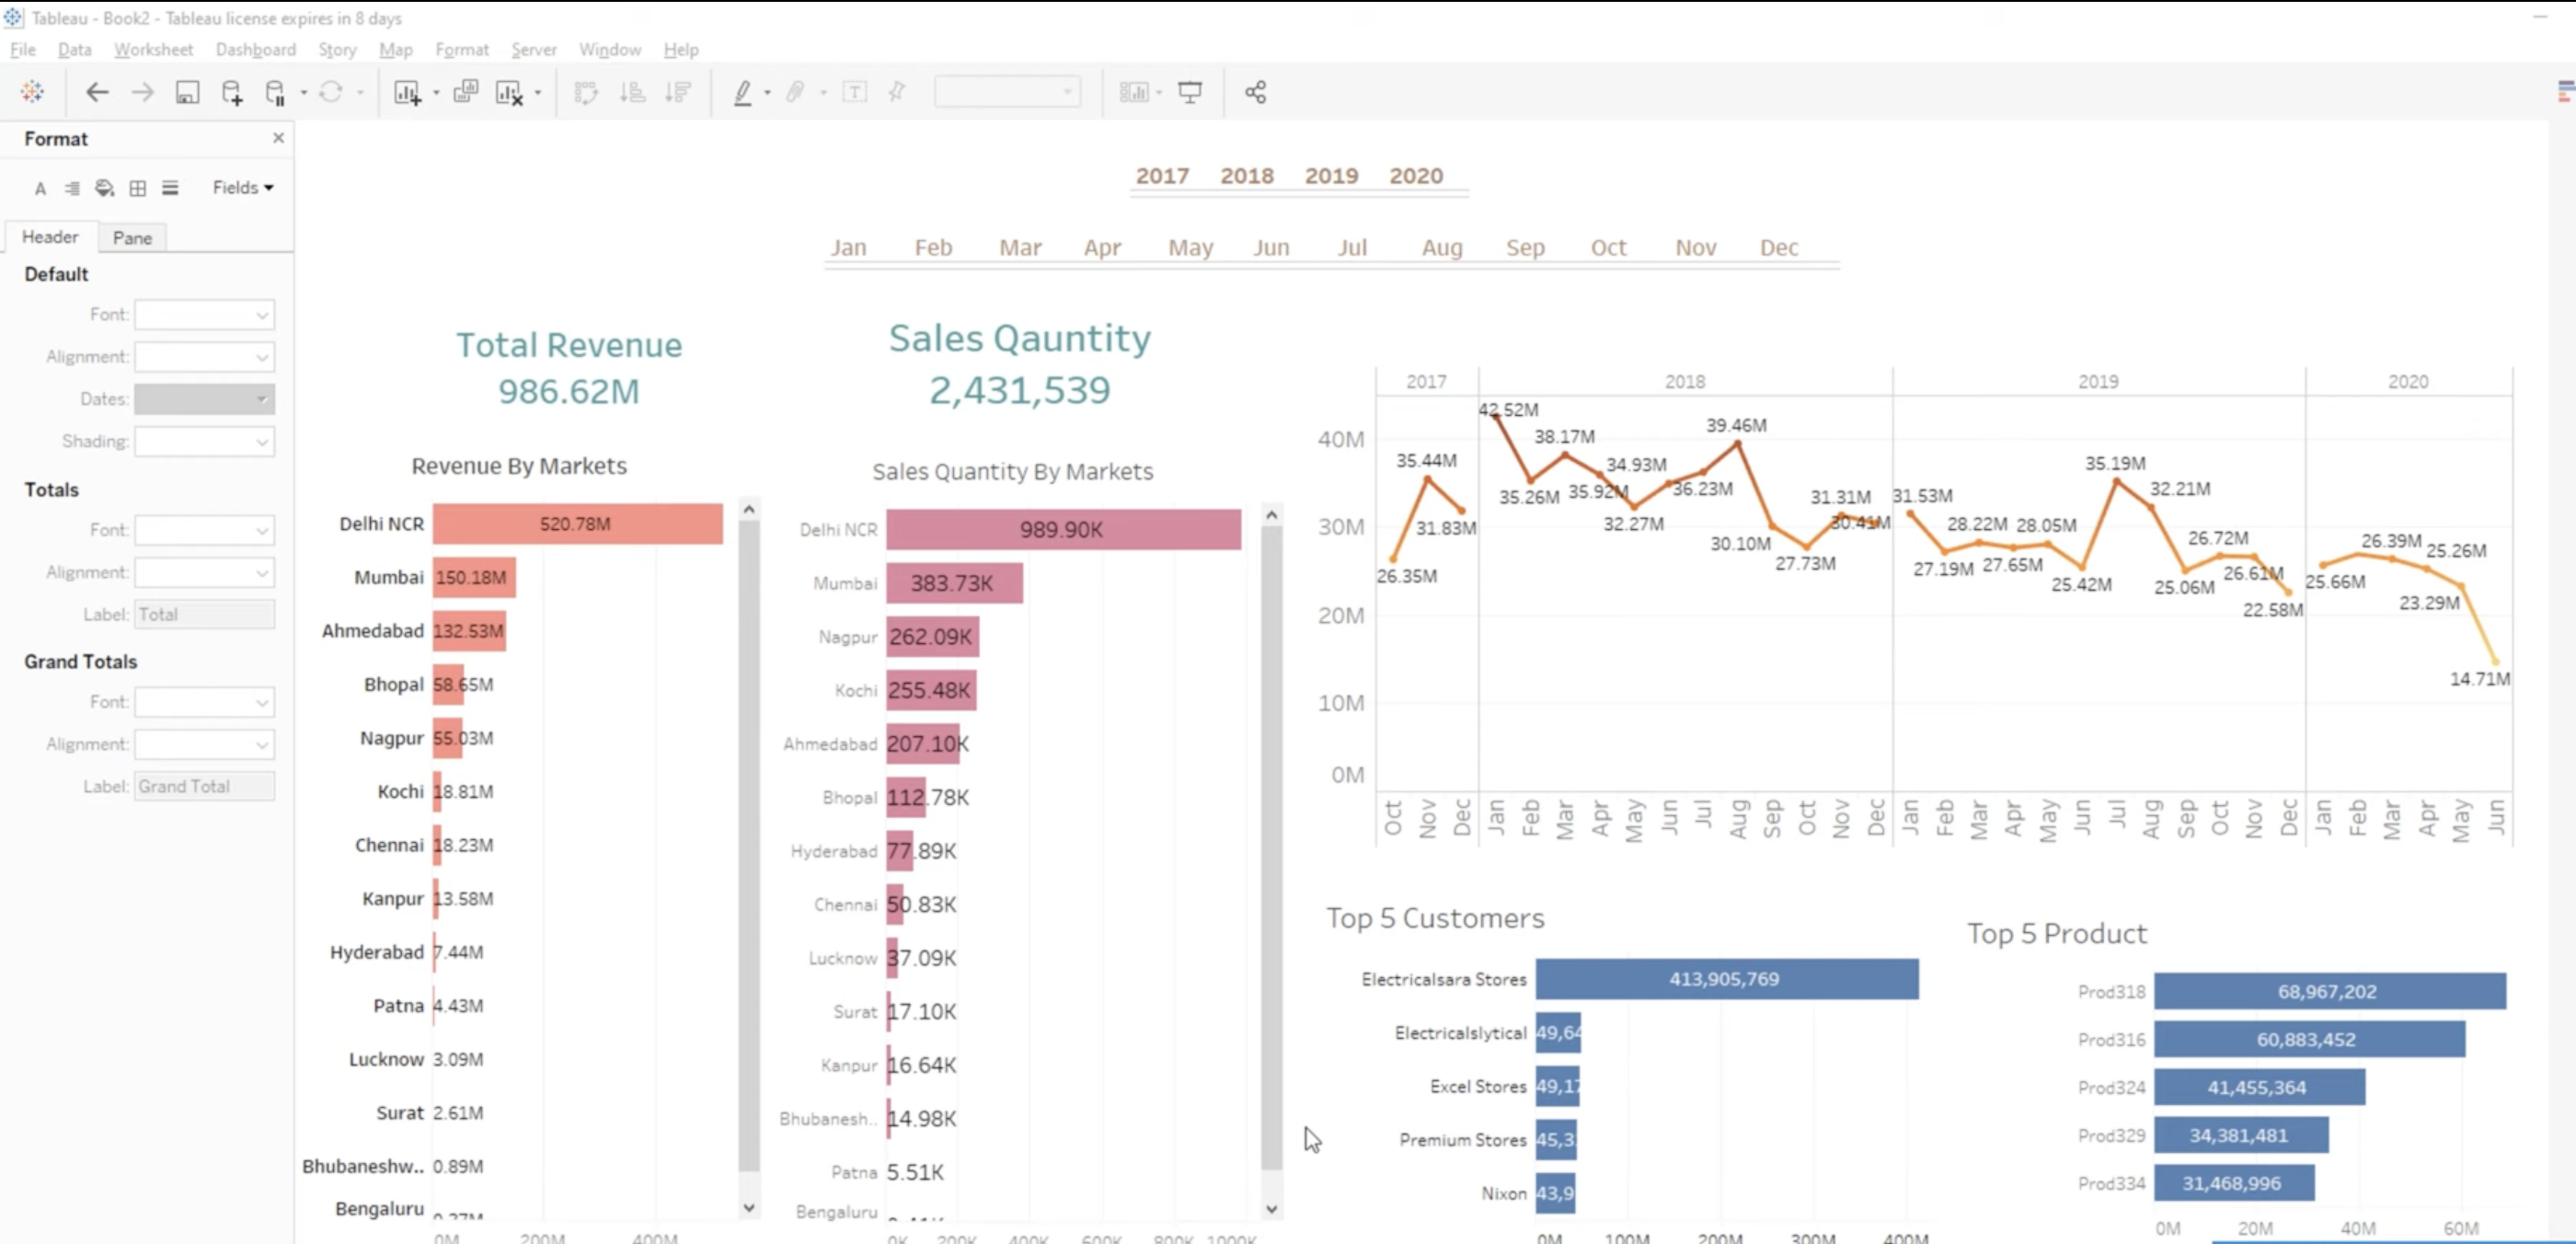 Tableau - Book2 - Tableau license expires in 8 days
File Data Worksheet Dashboard Story Map Format Server Window Help
Format
Fields
Header Pane
Default
Font:
Alignment:
Dates:
Shading:
Totals
Font:
Alignment:
Label: Total
Grand Totals
Font:
Alignment:
Label: Grand Total
2017 2018 2019 2020
Jan Feb Mar Apr May Jun Jul Aug Sep Oct Nov Dec
Total Revenue
986.62M
Sales Qauntity
2,431,539
Revenue By Markets
Delhi NCR 520.78M
Mumbai 150.18M
Ahmedabad 132.53M
Bhopal 58.65M
Nagpur 55.03M
Kochi 18.81M
Chennai 18.23M
Kanpur 13.58M
Hyderabad 7.44M
Patna 4.43M
Lucknow 3.09M
Surat 2.61M
Bhubaneshw.. 0.89M
Bengaluru
0M 200M 400M
Sales Quantity By Markets
Delhi NCR 989.90K
Mumbai 383.73K
Nagpur 262.09K
Kochi 255.48K
Ahmedabad 207.10K
Bhopal 112.78K
Hyderabad 77.89K
Chennai 50.83K
Lucknow 37.09K
Surat 17.10K
Kanpur 16.64K
Bhubanesh.. 14.98K
Patna 5.51K
Bengaluru
0K 200K 400K 600K 800K 1000K
2017 2018 2019 2020
40M
30M
20M
10M
0M
26.35M 35.44M 31.83M
42.52M 35.26M 38.17M 35.92M 32.27M 34.93M 36.23M 39.46M 30.10M 27.73M 31.31M 30.41M
31.53M 27.19M 28.22M 27.65M 28.05M 25.42M 35.19M 32.21M 25.06M 26.72M 26.61M 22.58M
25.66M 26.39M 25.26M 23.29M 14.71M
Oct Nov Dec Jan Feb Mar Apr May Jun Jul Aug Sep Oct Nov Dec Jan Feb Mar Apr May Jun Jul Aug Sep Oct Nov Dec Jan Feb Mar Apr May Jun
Top 5 Customers
Electricalsara Stores 413,905,769
Electricalslytical 49,64
Excel Stores 49,17
Premium Stores 45,3
Nixon 43,9
0M 100M 200M 300M 400M
Top 5 Product
Prod318 68,967,202
Prod316 60,883,452
Prod324 41,455,364
Prod329 34,381,481
Prod334 31,468,996
0M 20M 40M 60M